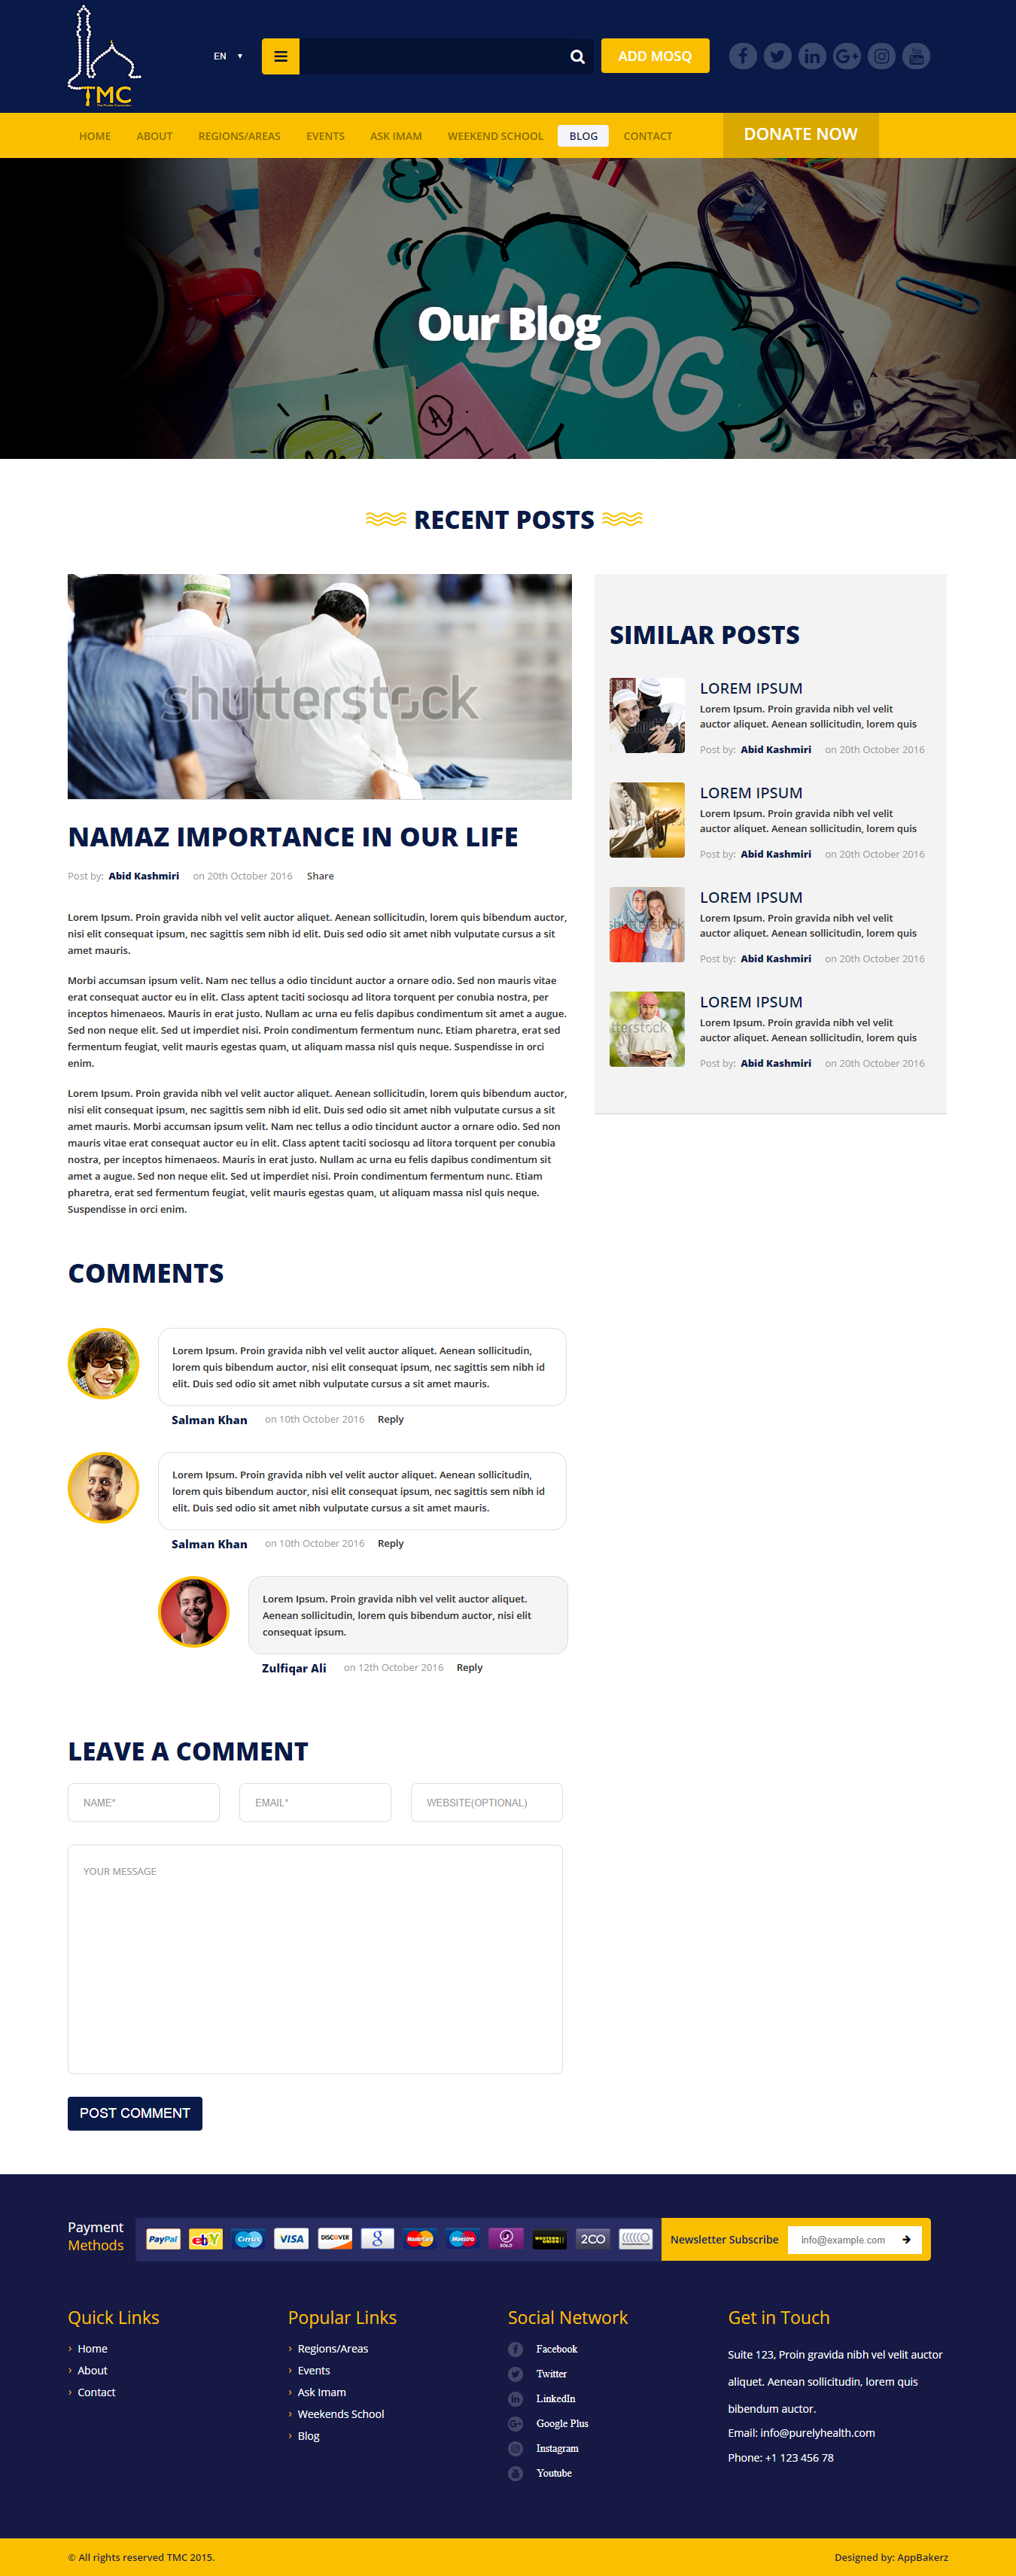 TMC
EN
ADD MOSQ
HOME ABOUT REGIONS/AREAS EVENTS ASK IMAM WEEKEND SCHOOL BLOG CONTACT DONATE NOW
BLOG
Our Blog
RECENT POSTS
shutterstock
NAMAZ IMPORTANCE IN OUR LIFE
Post by: Abid Kashmiri on 20th October 2016 Share
Lorem Ipsum. Proin gravida nibh vel velit auctor aliquet. Aenean sollicitudin, lorem quis bibendum auctor,
nisi elit consequat ipsum, nec sagittis sem nibh id elit. Duis sed odio sit amet nibh vulputate cursus a sit
amet mauris.
Morbi accumsan ipsum velit. Nam nec tellus a odio tincidunt auctor a ornare odio. Sed non mauris vitae
erat consequat auctor eu in elit. Class aptent taciti sociosqu ad litora torquent per conubia nostra, per
inceptos himenaeos. Mauris in erat justo. Nullam ac urna eu felis dapibus condimentum sit amet a augue.
Sed non neque elit. Sed ut imperdiet nisi. Proin condimentum fermentum nunc. Etiam pharetra, erat sed
fermentum feugiat, velit mauris egestas quam, ut aliquam massa nisl quis neque. Suspendisse in orci
enim.
Lorem Ipsum. Proin gravida nibh vel velit auctor aliquet. Aenean sollicitudin, lorem quis bibendum auctor,
nisi elit consequat ipsum, nec sagittis sem nibh id elit. Duis sed odio sit amet nibh vulputate cursus a sit
amet mauris. Morbi accumsan ipsum velit. Nam nec tellus a odio tincidunt auctor a ornare odio. Sed non
mauris vitae erat consequat auctor eu in elit. Class aptent taciti sociosqu ad litora torquent per conubia
nostra, per inceptos himenaeos. Mauris in erat justo. Nullam ac urna eu felis dapibus condimentum sit
amet a augue. Sed non neque elit. Sed ut imperdiet nisi. Proin condimentum fermentum nunc. Etiam
pharetra, erat sed fermentum feugiat, velit mauris egestas quam, ut aliquam massa nisl quis neque.
Suspendisse in orci enim.
SIMILAR POSTS
LOREM IPSUM
Lorem Ipsum. Proin gravida nibh vel velit
auctor aliquet. Aenean sollicitudin, lorem quis
Post by: Abid Kashmiri on 20th October 2016
LOREM IPSUM
Lorem Ipsum. Proin gravida nibh vel velit
auctor aliquet. Aenean sollicitudin, lorem quis
Post by: Abid Kashmiri on 20th October 2016
LOREM IPSUM
Lorem Ipsum. Proin gravida nibh vel velit
auctor aliquet. Aenean sollicitudin, lorem quis
Post by: Abid Kashmiri on 20th October 2016
LOREM IPSUM
Lorem Ipsum. Proin gravida nibh vel velit
auctor aliquet. Aenean sollicitudin, lorem quis
Post by: Abid Kashmiri on 20th October 2016
COMMENTS
Lorem Ipsum. Proin gravida nibh vel velit auctor aliquet. Aenean sollicitudin,
lorem quis bibendum auctor, nisi elit consequat ipsum, nec sagittis sem nibh id
elit. Duis sed odio sit amet nibh vulputate cursus a sit amet mauris.
Salman Khan on 10th October 2016 Reply
Lorem Ipsum. Proin gravida nibh vel velit auctor aliquet. Aenean sollicitudin,
lorem quis bibendum auctor, nisi elit consequat ipsum, nec sagittis sem nibh id
elit. Duis sed odio sit amet nibh vulputate cursus a sit amet mauris.
Salman Khan on 10th October 2016 Reply
Lorem Ipsum. Proin gravida nibh vel velit auctor aliquet.
Aenean sollicitudin, lorem quis bibendum auctor, nisi elit
consequat ipsum.
Zulfiqar Ali on 12th October 2016 Reply
LEAVE A COMMENT
NAME* EMAIL* WEBSITE(OPTIONAL)
YOUR MESSAGE
POST COMMENT
Payment
Methods
PayPal ebay Cirrus VISA DISCOVER g MasterCard Maestro SOLO WESTERN UNION 2CO
Newsletter Subscribe info@example.com
Quick Links
Home
About
Contact
Popular Links
Regions/Areas
Events
Ask Imam
Weekends School
Blog
Social Network
Facebook
Twitter
LinkedIn
Google Plus
Instagram
Youtube
Get in Touch
Suite 123, Proin gravida nibh vel velit auctor
aliquet. Aenean sollicitudin, lorem quis
bibendum auctor.
Email: info@purelyhealth.com
Phone: +1 123 456 78
© All rights reserved TMC 2015.
Designed by: AppBakerz